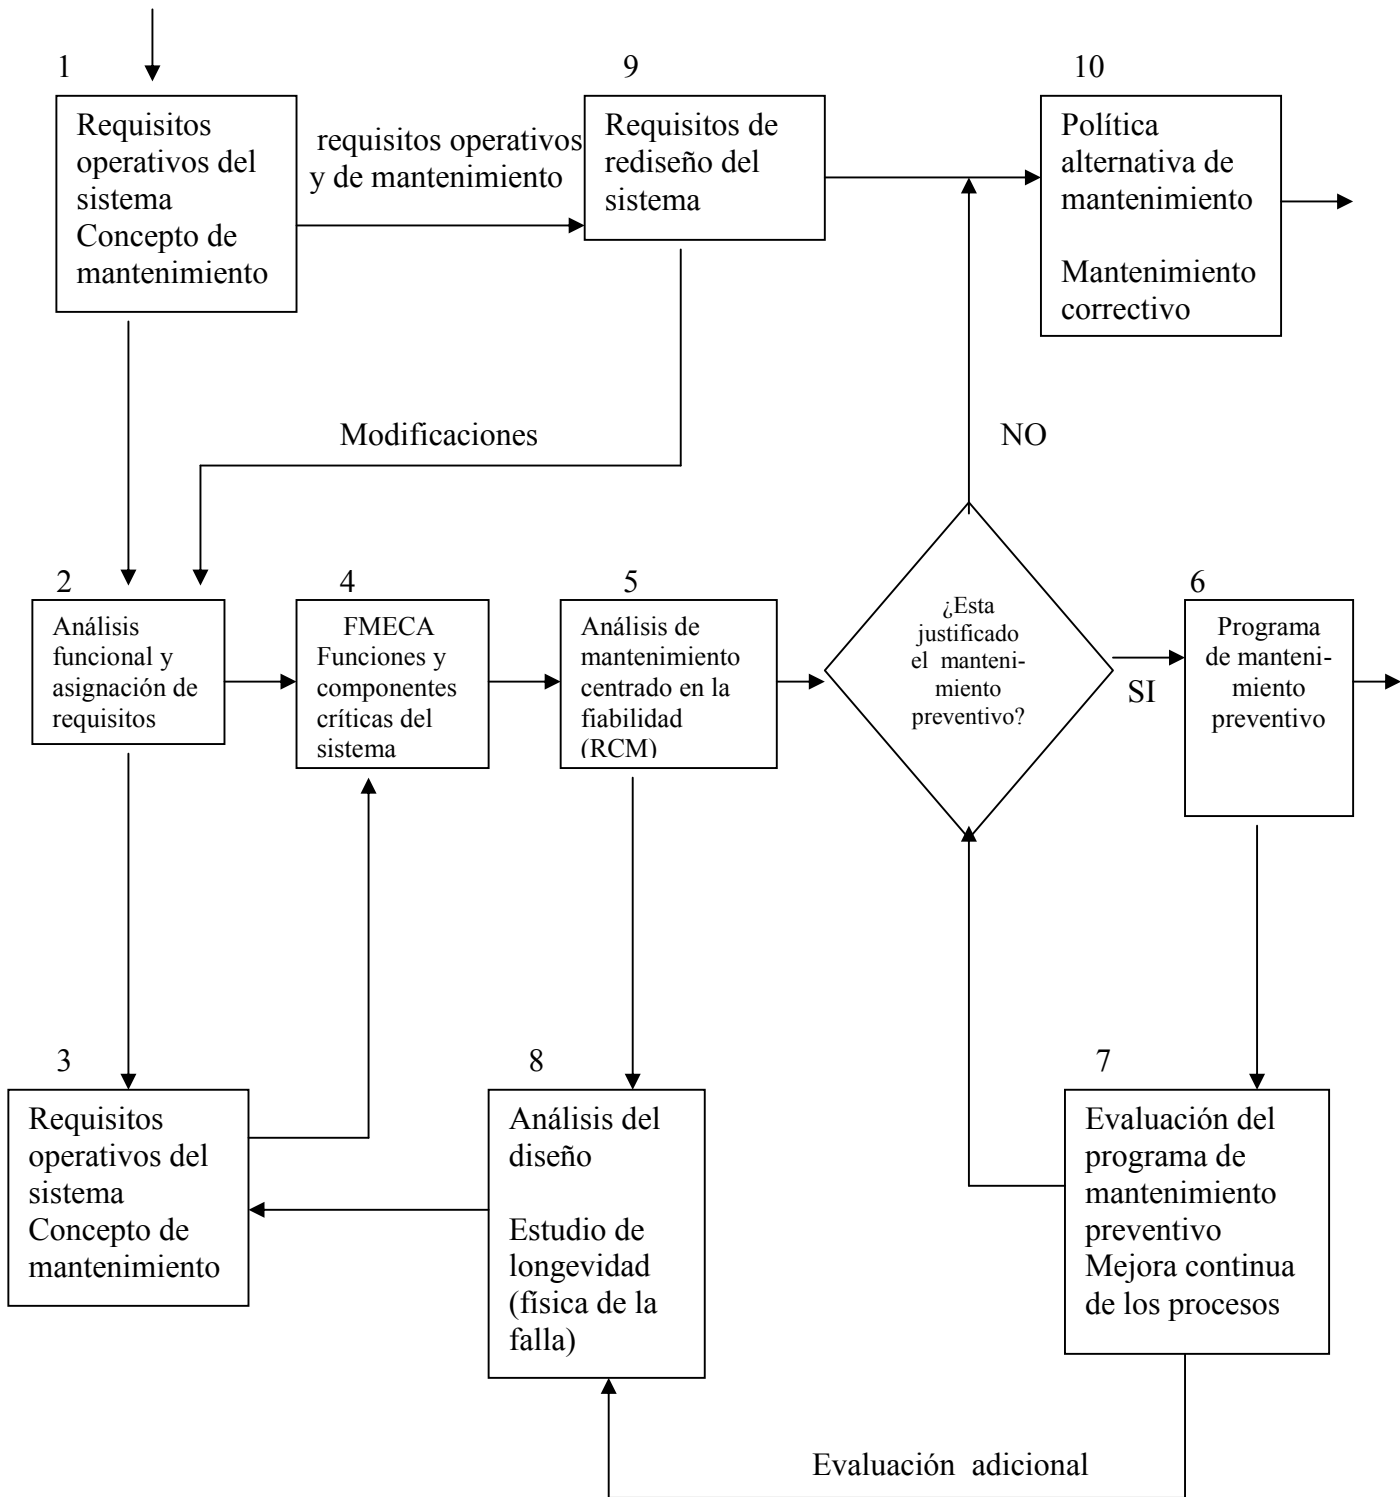 1
9
10
Requisitos
operativos del
sistema
Concepto de
mantenimiento
requisitos operativos
y de mantenimiento
Requisitos de
rediseño del
sistema
Política
alternativa de
mantenimiento
Mantenimiento
correctivo
Modificaciones
NO
2
4
5
6
Análisis
funcional y
asignación de
requisitos
FMECA
Funciones y
componentes
críticas del
sistema
Análisis de
mantenimiento
centrado en la
fiabilidad
(RCM)
¿Esta
justificado
el manteni-
miento
preventivo?
SI
Programa
de manteni-
miento
preventivo
3
8
7
Requisitos
operativos del
sistema
Concepto de
mantenimiento
Análisis del
diseño
Estudio de
longevidad
(física de la
falla)
Evaluación del
programa de
mantenimiento
preventivo
Mejora continua
de los procesos
Evaluación adicional